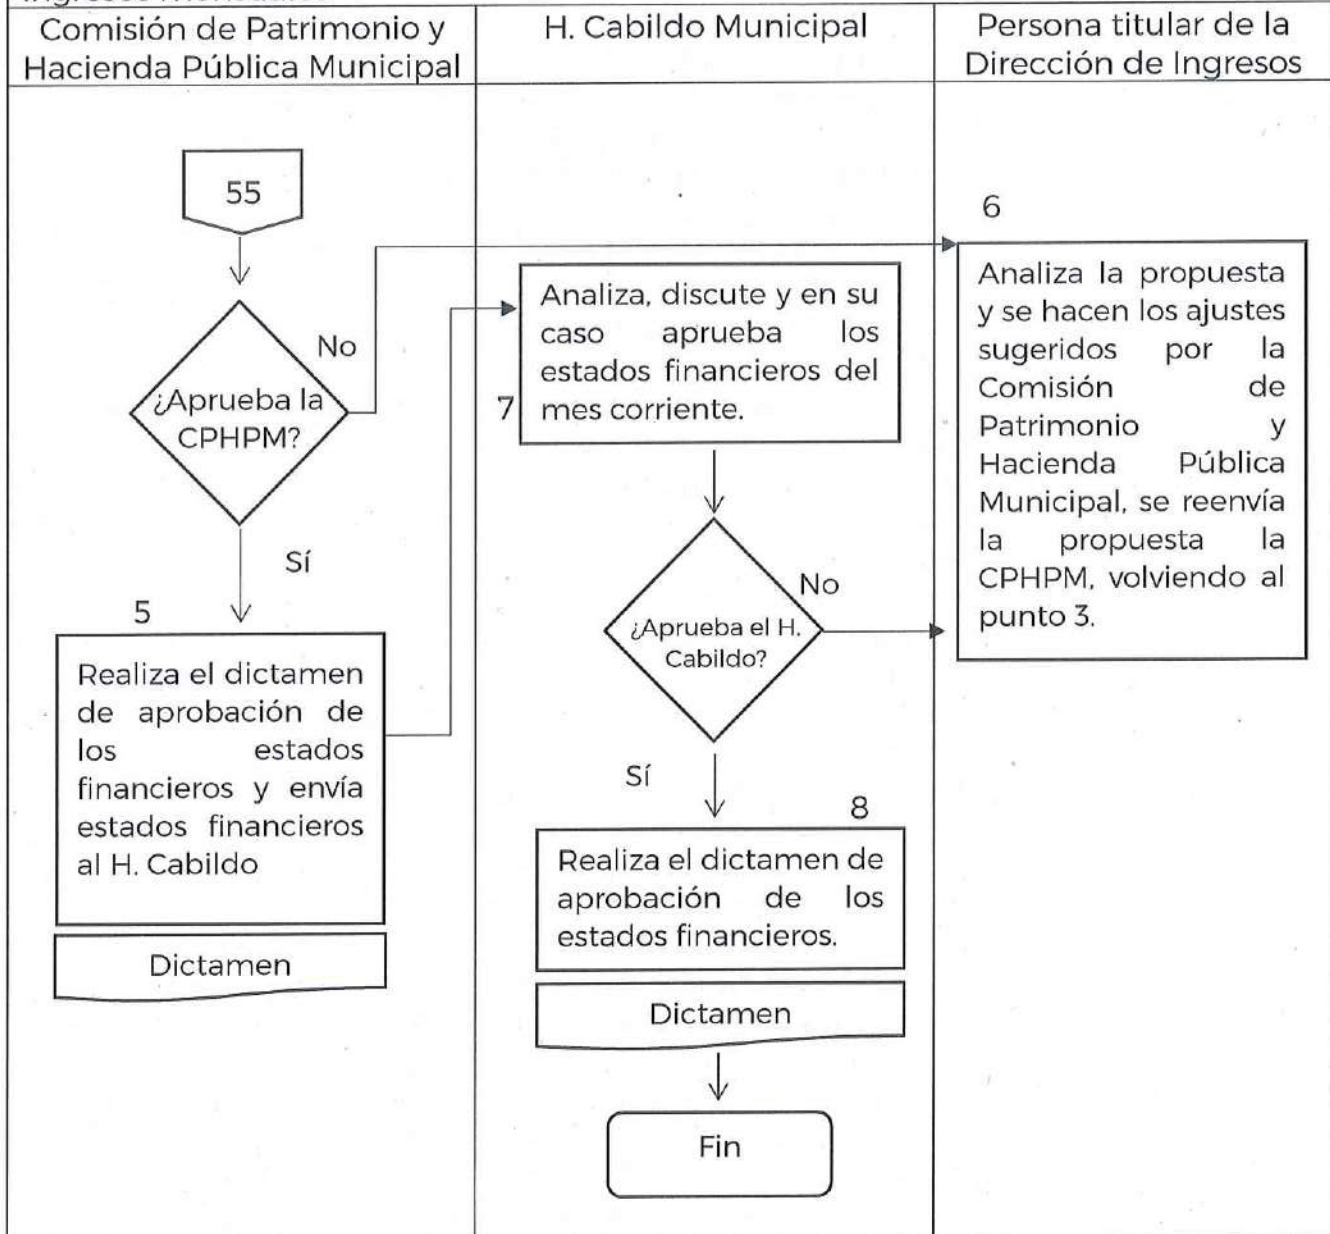 Comisión de Patrimonio y
Hacienda Pública Municipal
H. Cabildo Municipal
Persona titular de la
Dirección de Ingresos
55
¿Aprueba la
CPHPM?
No
Sí
5
Realiza el dictamen
de aprobación de
los estados
financieros y envía
estados financieros
al H. Cabildo
Dictamen
7
Analiza, discute y en su
caso aprueba los
estados financieros del
mes corriente.
¿Aprueba el H.
Cabildo?
No
Sí
8
Realiza el dictamen de
aprobación de los
estados financieros.
Dictamen
Fin
6
Analiza la propuesta
y se hacen los ajustes
sugeridos por la
Comisión de
Patrimonio y
Hacienda Pública
Municipal, se reenvía
la propuesta la
CPHPM, volviendo al
punto 3.